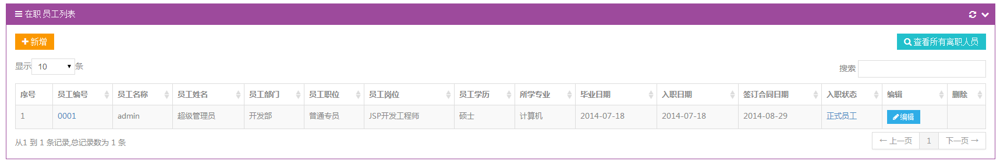 在职员工列表
新增
查看所有离职人员
显示 10 条
搜索
序号 员工编号 员工名称 员工姓名 员工部门 员工职位 员工岗位 员工学历 所学专业 毕业日期 入职日期 签订合同日期 入职状态 编辑 删除
1 0001 admin 超级管理员 开发部 普通专员 JSP开发工程师 硕士 计算机 2014-07-18 2014-07-18 2014-08-29 正式员工 编辑
从1 到 1 条记录,总记录数为 1 条
← 上一页 1 下一页 →